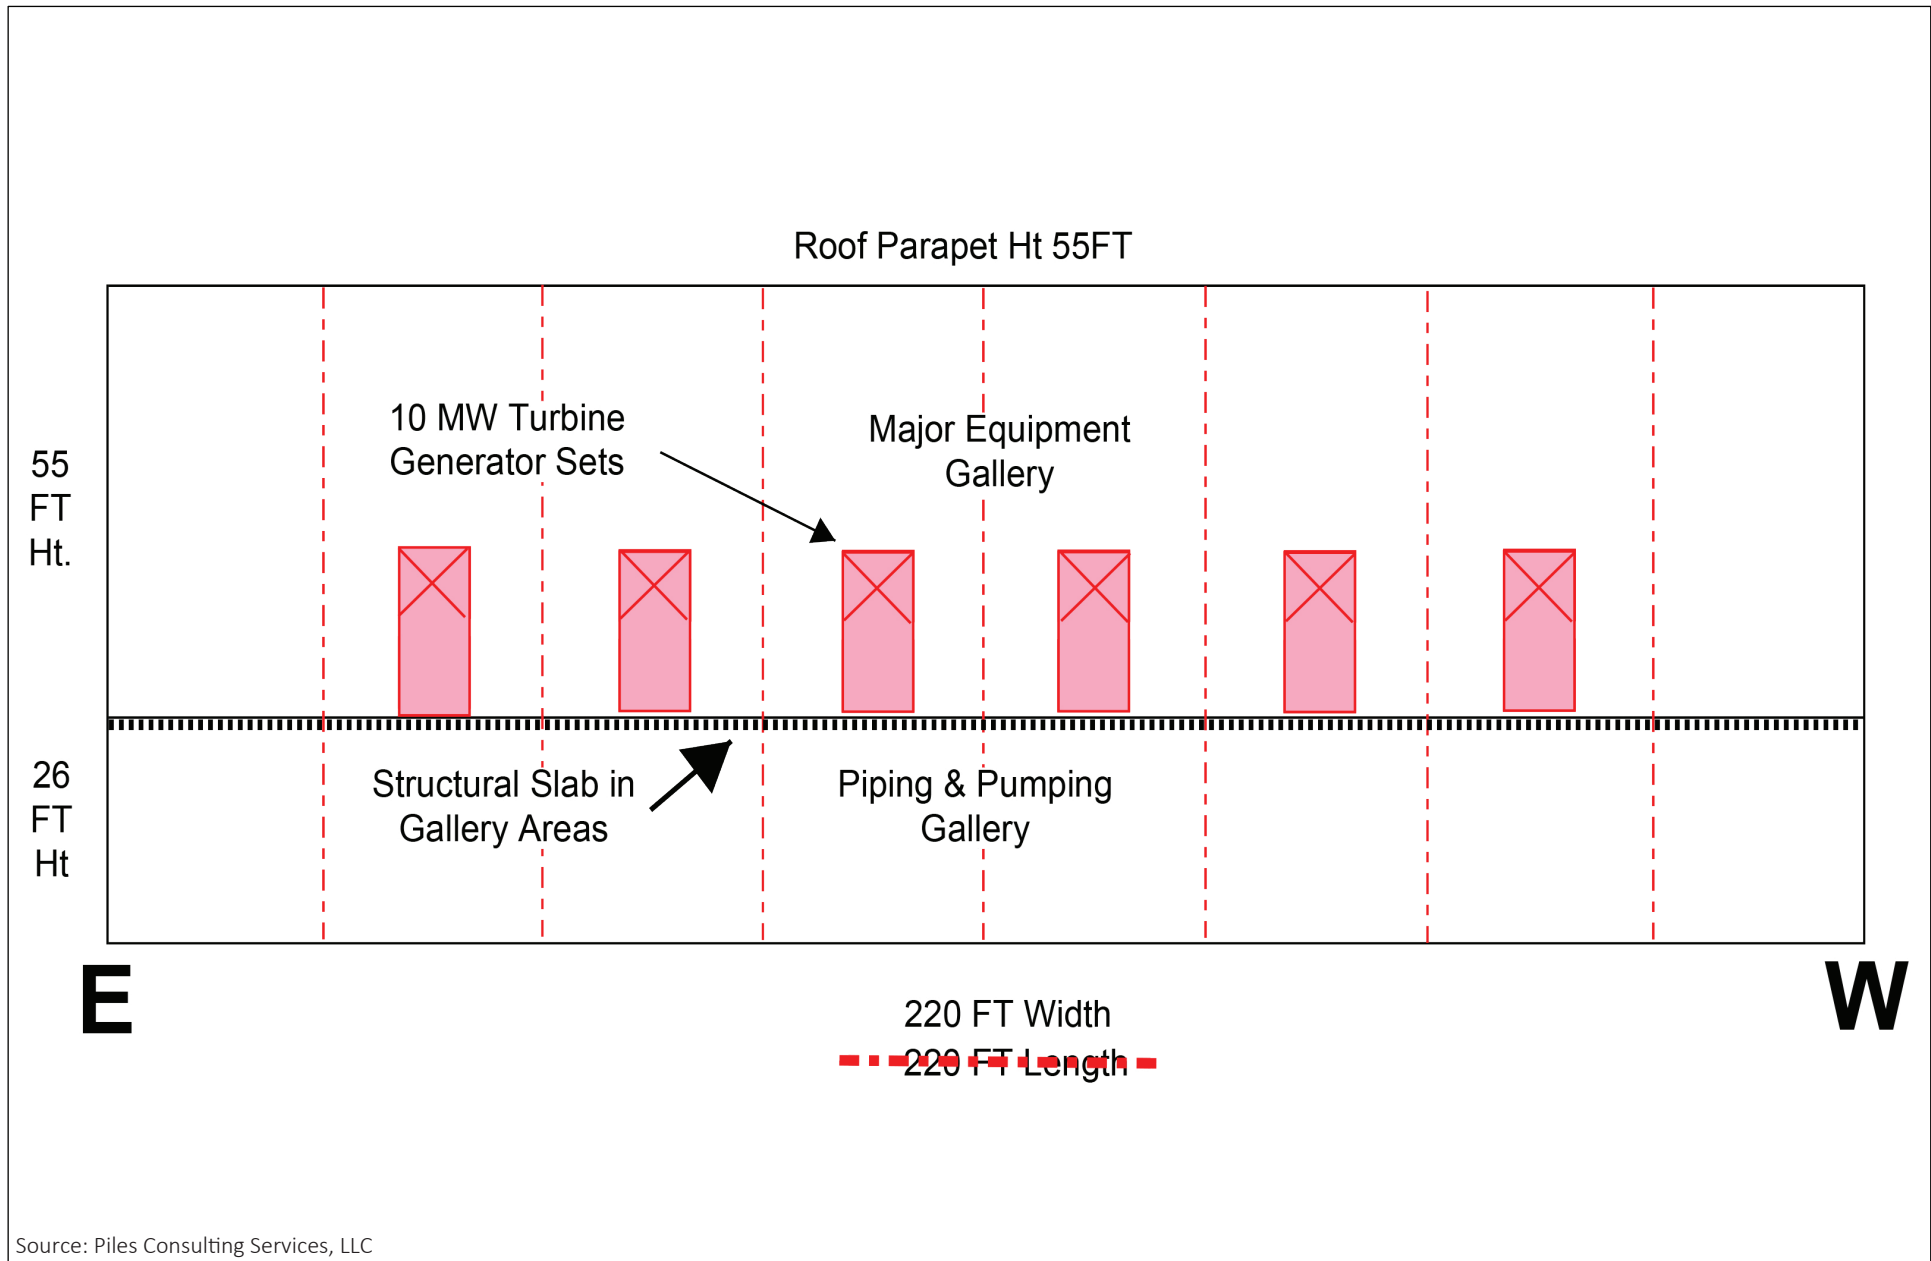 Roof Parapet Ht 55FT
10 MW Turbine
Generator Sets
Major Equipment
Gallery
55
FT
Ht.
Structural Slab in
Gallery Areas
Piping & Pumping
Gallery
26
FT
Ht
E
W
220 FT Width
220 FT Length
Source: Piles Consulting Services, LLC